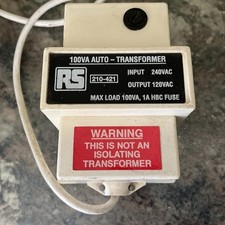 100VA AUTO - TRANSFORMER
RS
210-421
INPUT 240VAC
OUTPUT 120VAC
MAX LOAD 100VA, 1A HBC FUSE
WARNING
THIS IS NOT AN
ISOLATING
TRANSFORMER